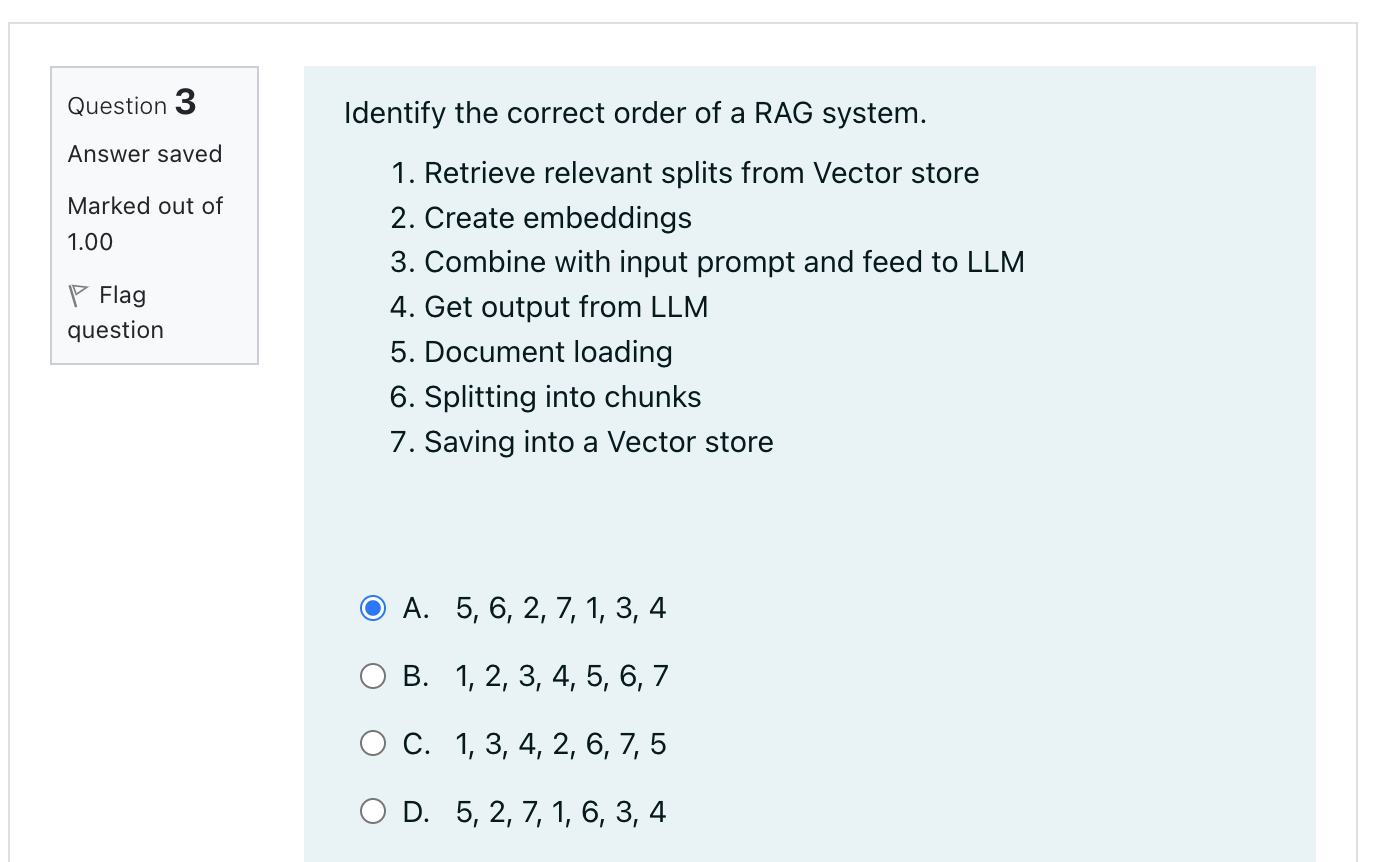 Question 3
Answer saved
Marked out of
1.00
Flag
question
Identify the correct order of a RAG system.
1. Retrieve relevant splits from Vector store
2. Create embeddings
3. Combine with input prompt and feed to LLM
4. Get output from LLM
5. Document loading
6. Splitting into chunks
7. Saving into a Vector store
A. 5, 6, 2, 7, 1, 3, 4
B. 1, 2, 3, 4, 5, 6, 7
C. 1, 3, 4, 2, 6, 7, 5
D. 5, 2, 7, 1, 6, 3, 4